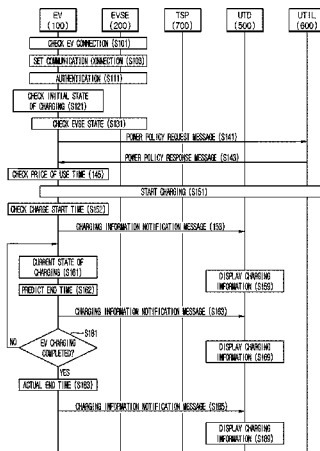 EV
(100)
EVSE
(200)
TSP
(700)
UTD
(500)
UTIL
(600)
CHECK EV CONNECTION (S101)
SET COMMUNICATION CONNECTION (S103)
AUTHENTICATION (S111)
CHECK INITIAL STATE
OF CHARGING (S121)
CHECK EVSE STATE (S131)
POWER POLICY REQUEST MESSAGE (S141)
POWER POLICY RESPONSE MESSAGE (S143)
CHECK PRICE OF USE TIME (145)
START CHARGING (S151)
CHECK CHARGE START TIME (S152)
CHARGING INFORMATION NOTIFICATION MESSAGE (153)
CURRENT STATE OF
CHARGING (S161)
DISPLAY CHARGING
INFORMATION (S159)
PREDICT END TIME (S162)
CHARGING INFORMATION NOTIFICATION MESSAGE (S163)
S181
EV CHARGING
COMPLETED?
NO
DISPLAY CHARGING
INFORMATION (S169)
YES
ACTUAL END TIME (S183)
CHARGING INFORMATION NOTIFICATION MESSAGE (S185)
DISPLAY CHARGING
INFORMATION (S189)